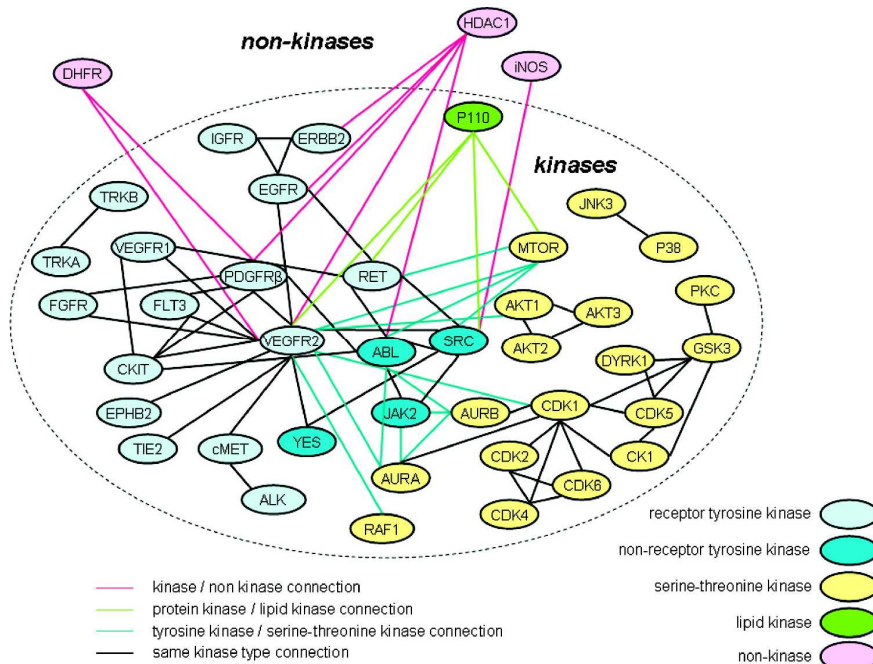 HDAC1
non-kinases
iNOS
DHFR
P110
IGFR
ERBB2
kinases
EGFR
JNK3
TRKB
P38
VEGFR1
MTOR
TRKA
PDGFRβ
RET
PKC
FGFR
FLT3
AKT1
AKT3
VEGFR2
ABL
SRC
AKT2
GSK3
DYRK1
CKIT
EPHB2
JAK2
AURB
CDK1
CDK5
TIE2
cMET
YES
CDK2
CK1
AURA
CDK6
ALK
CDK4
RAF1
receptor tyrosine kinase
non-receptor tyrosine kinase
serine-threonine kinase
lipid kinase
non-kinase
kinase / non kinase connection
protein kinase / lipid kinase connection
tyrosine kinase / serine-threonine kinase connection
same kinase type connection